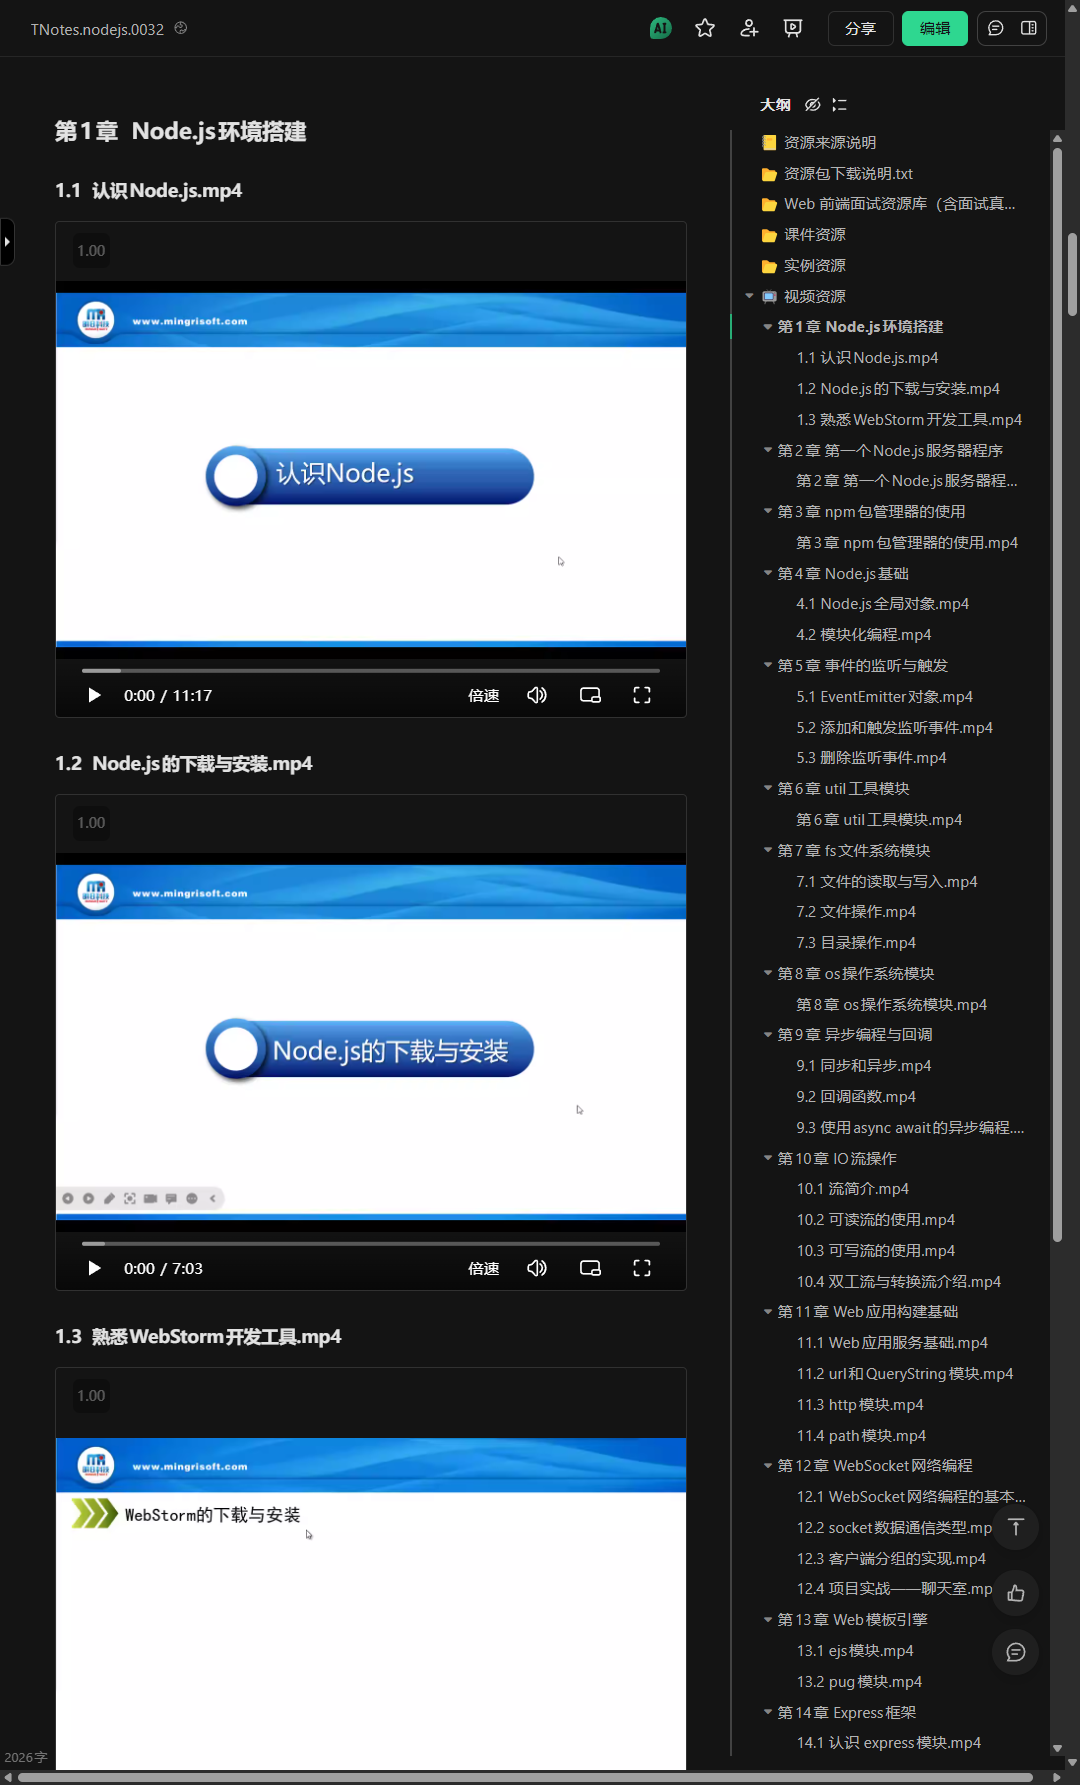 TNotes.nodejs.0032
AI
分享
编辑
第1章 Node.js环境搭建
1.1 认识Node.js.mp4
1.00
www.mingrisoft.com
认识Node.js
0:00 / 11:17
倍速
1.2 Node.js的下载与安装.mp4
1.00
www.mingrisoft.com
Node.js的下载与安装
0:00 / 7:03
倍速
1.3 熟悉WebStorm开发工具.mp4
1.00
www.mingrisoft.com
WebStorm的下载与安装
2026字
大纲
资源来源说明
资源包下载说明.txt
Web 前端面试资源库（含面试真...
课件资源
实例资源
视频资源
第1章 Node.js环境搭建
1.1 认识Node.js.mp4
1.2 Node.js的下载与安装.mp4
1.3 熟悉WebStorm开发工具.mp4
第2章 第一个Node.js服务器程序
第2章 第一个Node.js服务器程...
第3章 npm包管理器的使用
第3章 npm包管理器的使用.mp4
第4章 Node.js基础
4.1 Node.js全局对象.mp4
4.2 模块化编程.mp4
第5章 事件的监听与触发
5.1 EventEmitter对象.mp4
5.2 添加和触发监听事件.mp4
5.3 删除监听事件.mp4
第6章 util工具模块
第6章 util工具模块.mp4
第7章 fs文件系统模块
7.1 文件的读取与写入.mp4
7.2 文件操作.mp4
7.3 目录操作.mp4
第8章 os操作系统模块
第8章 os操作系统模块.mp4
第9章 异步编程与回调
9.1 同步和异步.mp4
9.2 回调函数.mp4
9.3 使用async await的异步编程....
第10章 IO流操作
10.1 流简介.mp4
10.2 可读流的使用.mp4
10.3 可写流的使用.mp4
10.4 双工流与转换流介绍.mp4
第11章 Web应用构建基础
11.1 Web应用服务基础.mp4
11.2 url和QueryString模块.mp4
11.3 http模块.mp4
11.4 path模块.mp4
第12章 WebSocket网络编程
12.1 WebSocket网络编程的基本...
12.2 socket数据通信类型.mp
12.3 客户端分组的实现.mp4
12.4 项目实战——聊天室.mp
第13章 Web模板引擎
13.1 ejs模块.mp4
13.2 pug模块.mp4
第14章 Express框架
14.1 认识 express模块.mp4